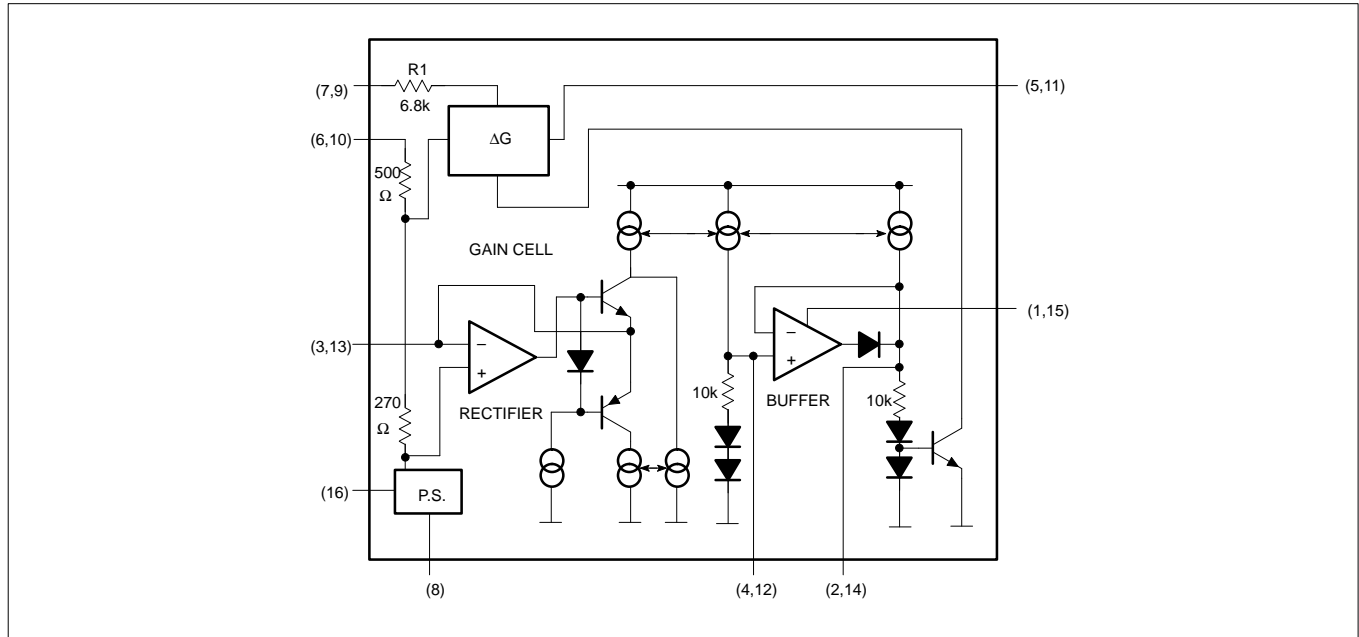 R1
(7,9)
6.8k
(5,11)
(6,10)
ΔG
500
Ω
GAIN CELL
(1,15)
(3,13)
−
+
−
+
10k
BUFFER
10k
270
Ω
RECTIFIER
(16)
P.S.
(8)
(4,12)
(2,14)